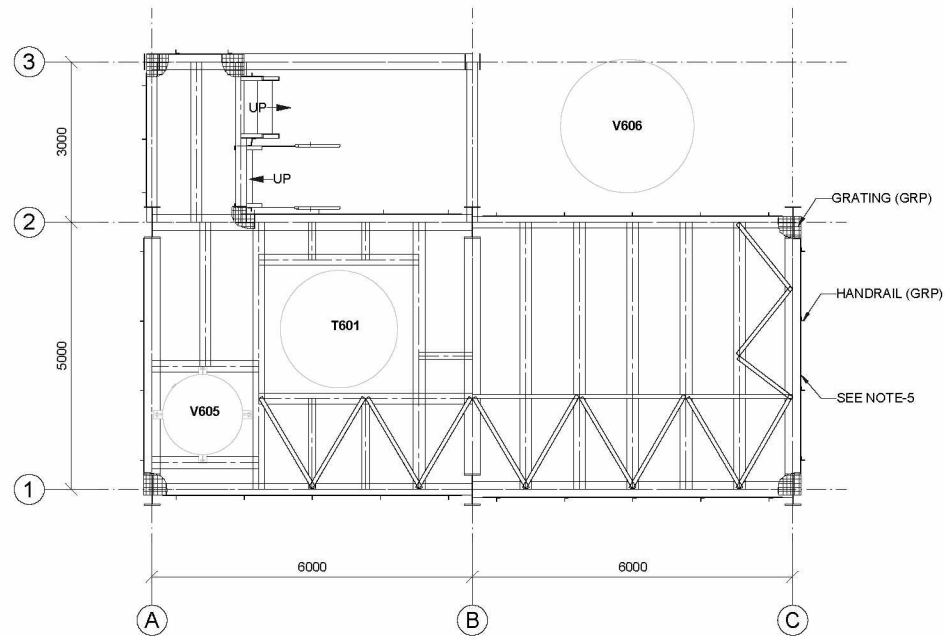 3
UP
V606
3000
UP
GRATING (GRP)
2
HANDRAIL (GRP)
T601
5000
SEE NOTE-5
V605
1
6000
6000
A
B
C